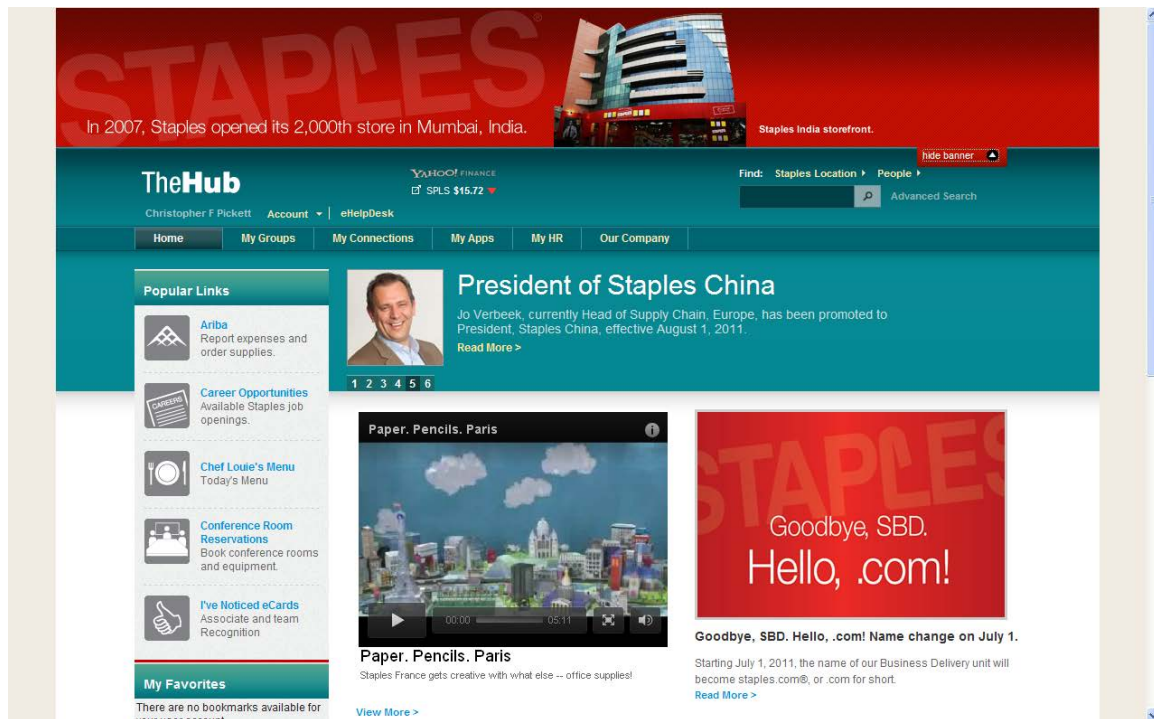 STAPLES®
In 2007, Staples opened its 2,000th store in Mumbai, India.
Staples India storefront.
hide banner
TheHub
YAHOO! FINANCE
SPLS $15.72
Find: Staples Location People
Advanced Search
Christopher F Pickett Account eHelpDesk
Home My Groups My Connections My Apps My HR Our Company
Popular Links
Ariba
Report expenses and
order supplies.
CAREERS
Career Opportunities
Available Staples job
openings.
Chef Louie's Menu
Today's Menu
Conference Room
Reservations
Book conference rooms
and equipment.
I've Noticed eCards
Associate and team
Recognition
My Favorites
There are no bookmarks available for
President of Staples China
Jo Verbeek, currently Head of Supply Chain, Europe, has been promoted to
President, Staples China, effective August 1, 2011.
Read More >
1 2 3 4 5 6
Paper. Pencils. Paris
00:00 05:11
Paper. Pencils. Paris
Staples France gets creative with what else -- office supplies!
View More >
STAPLES
Goodbye, SBD.
Hello, .com!
Goodbye, SBD. Hello, .com! Name change on July 1.
Starting July 1, 2011, the name of our Business Delivery unit will
become staples.com®, or .com for short.
Read More >